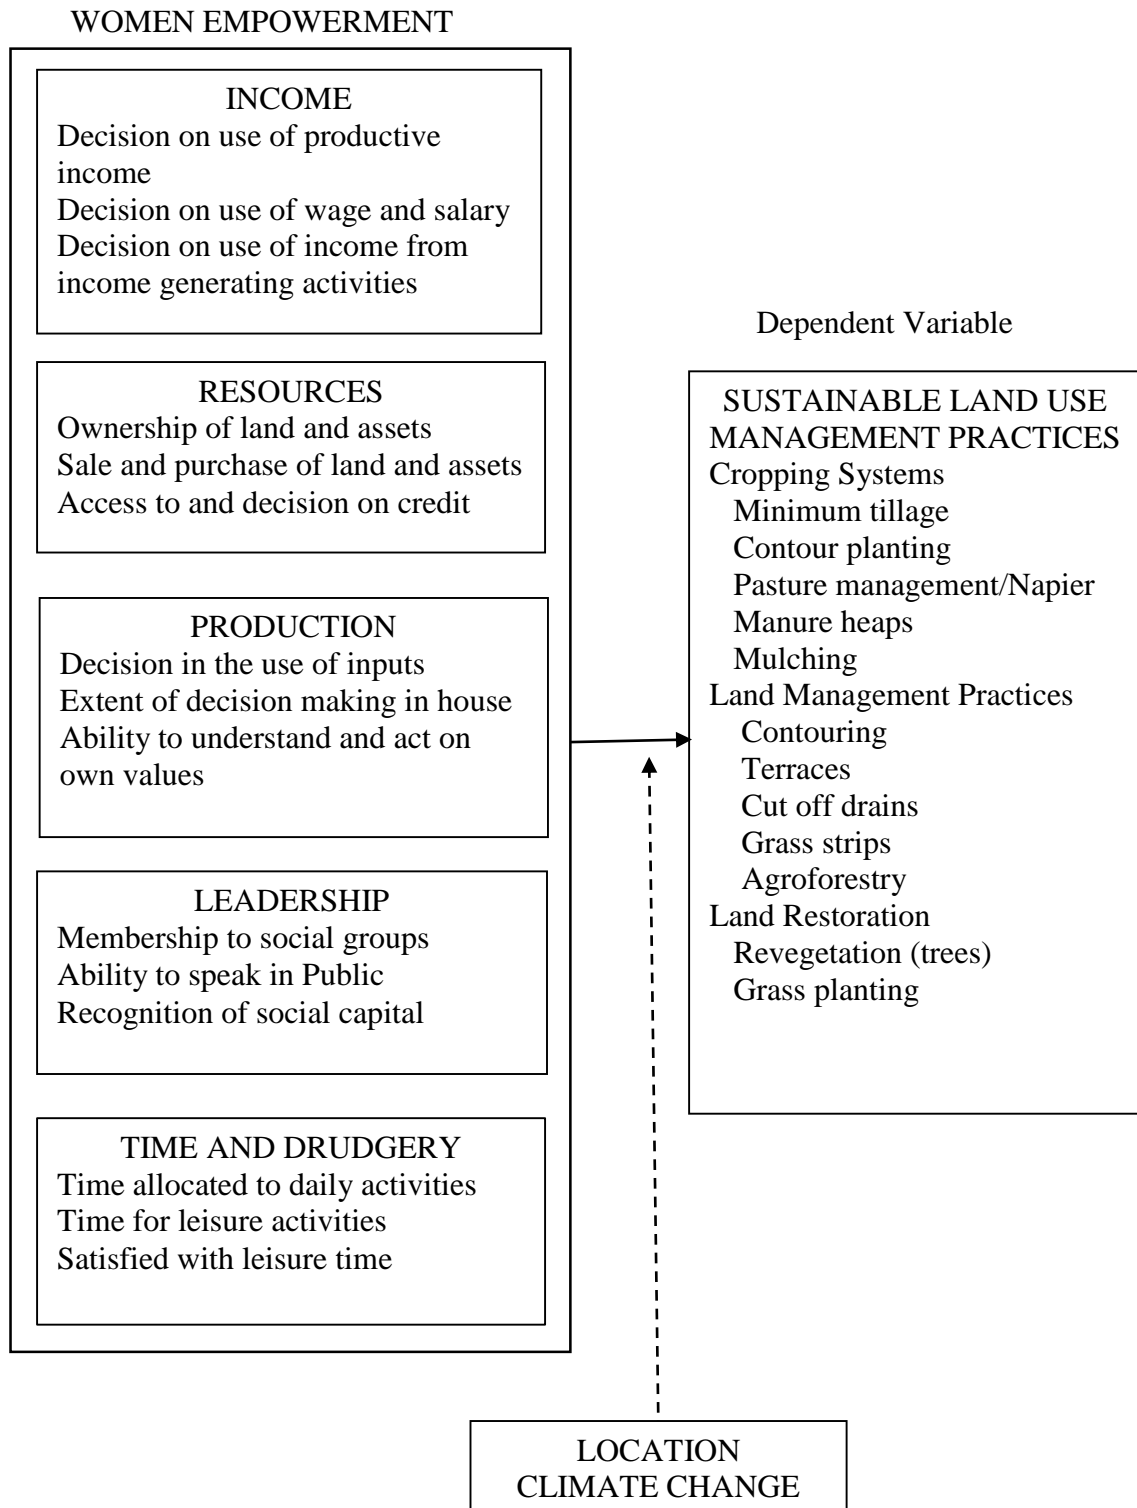 WOMEN EMPOWERMENT
INCOME
Decision on use of productive
income
Decision on use of wage and salary
Decision on use of income from
income generating activities
RESOURCES
Ownership of land and assets
Sale and purchase of land and assets
Access to and decision on credit
PRODUCTION
Decision in the use of inputs
Extent of decision making in house
Ability to understand and act on
own values
LEADERSHIP
Membership to social groups
Ability to speak in Public
Recognition of social capital
TIME AND DRUDGERY
Time allocated to daily activities
Time for leisure activities
Satisfied with leisure time
Dependent Variable
SUSTAINABLE LAND USE
MANAGEMENT PRACTICES
Cropping Systems
Minimum tillage
Contour planting
Pasture management/Napier
Manure heaps
Mulching
Land Management Practices
Contouring
Terraces
Cut off drains
Grass strips
Agroforestry
Land Restoration
Revegetation (trees)
Grass planting
LOCATION
CLIMATE CHANGE